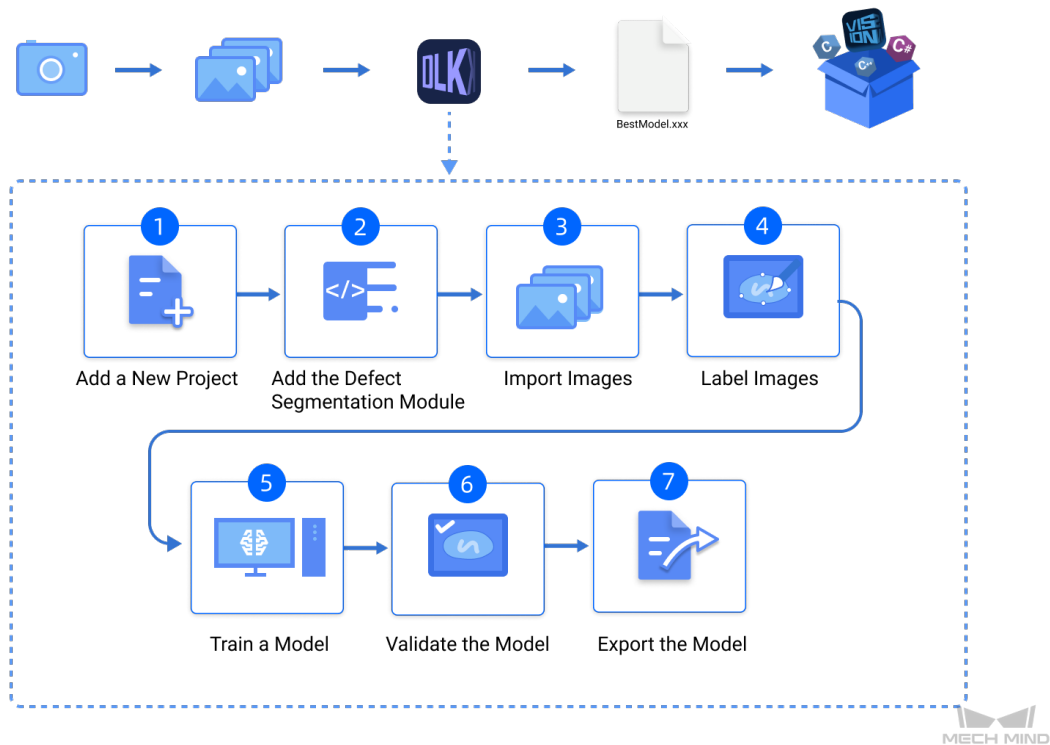 DLK
BestModel.xxx
VIS
ION
C
C#
C++
1
2
3
4
</>
Add a New Project
Add the Defect
Segmentation Module
Import Images
Label Images
5
6
7
Train a Model
Validate the Model
Export the Model
MECH MIND